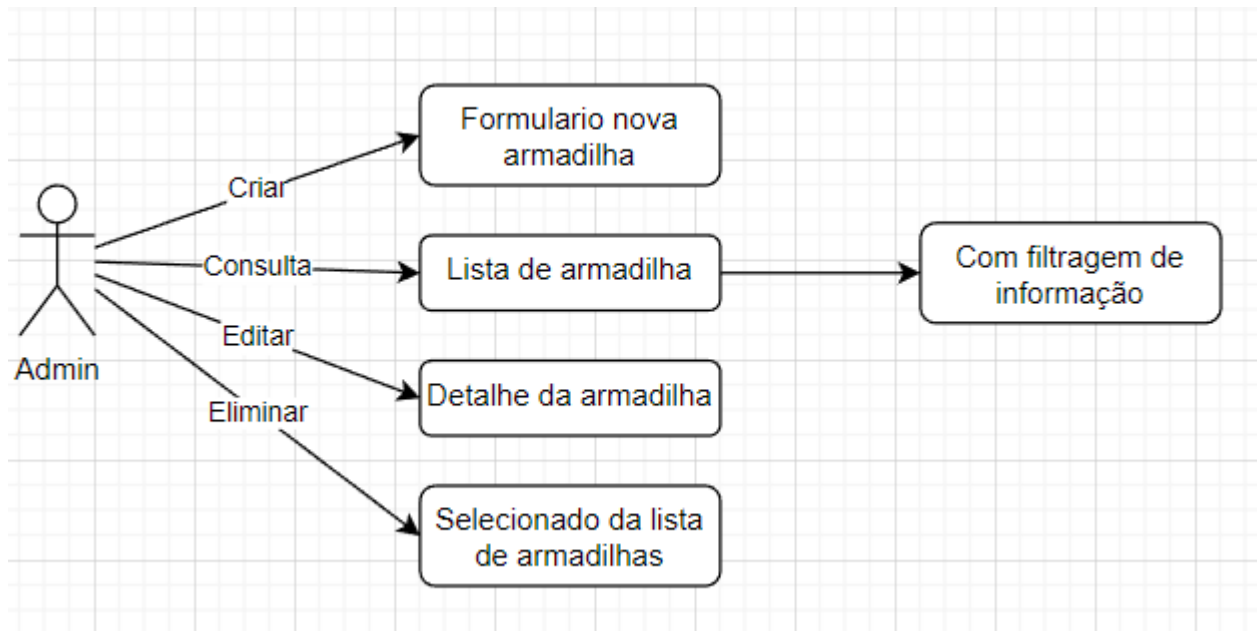 Formulario nova
armadilha
Criar
Consulta
Lista de armadilha
Com filtragem de
informação
Editar
Admin
Detalhe da armadilha
Eliminar
Selecionado da lista
de armadilhas